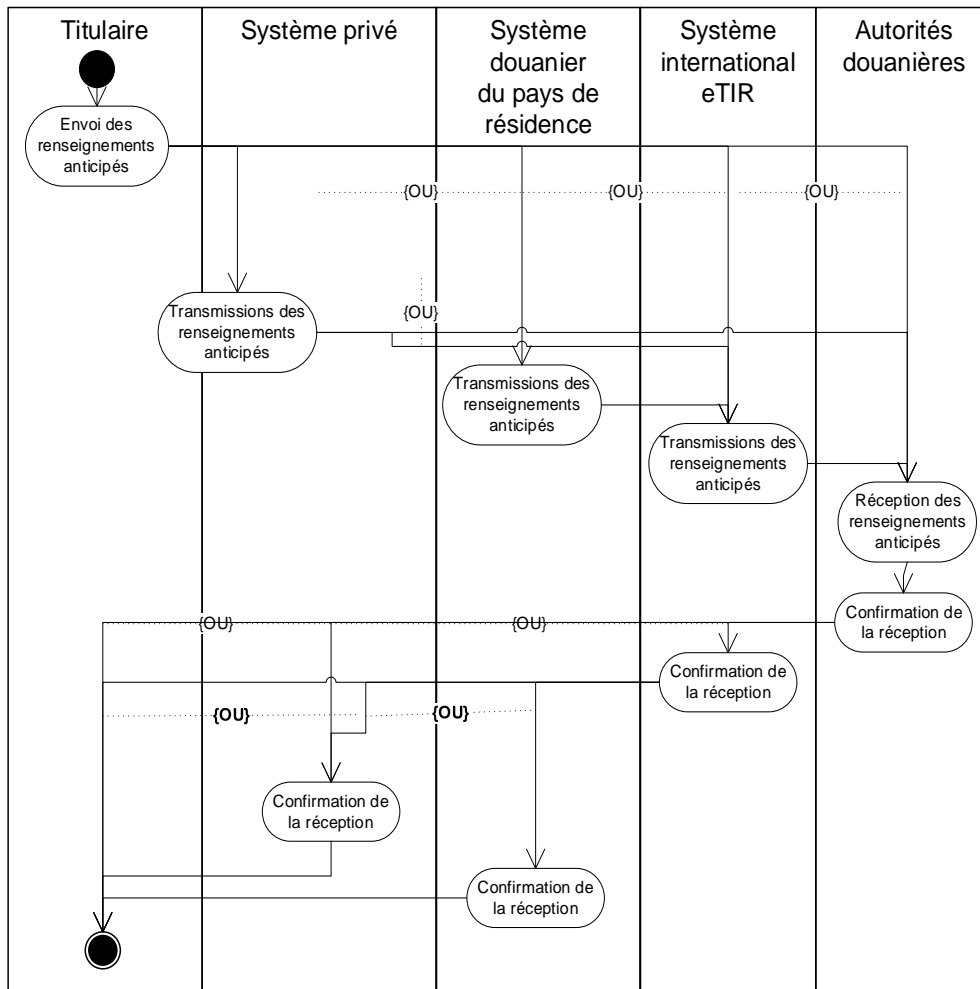 Titulaire
Système privé
Système
douanier
du pays de
résidence
Système
international
eTIR
Autorités
douanières
Envoi des
renseignements
anticipés
{OU}
{OU}
{OU}
Transmissions des
renseignements
anticipés
{OU}
Transmissions des
renseignements
anticipés
Transmissions des
renseignements
anticipés
Réception des
renseignements
anticipés
Confirmation de
la réception
{OU}
{OU}
Confirmation de
la réception
{OU}
{OU}
Confirmation de
la réception
Confirmation de
la réception